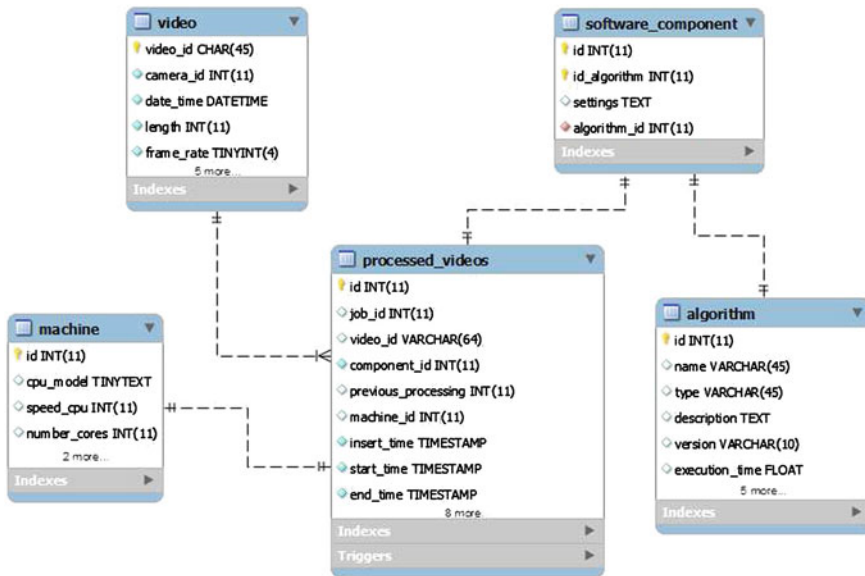 video
video_id CHAR(45)
camera_id INT(11)
date_time DATETIME
length INT(11)
frame_rate TINYINT(4)
5 more...
Indexes
software_component
id INT(11)
id_algorithm INT(11)
settings TEXT
algorithm_id INT(11)
Indexes
processed_videos
id INT(11)
job_id INT(11)
video_id VARCHAR(64)
component_id INT(11)
previous_processing INT(11)
machine_id INT(11)
insert_time TIMESTAMP
start_time TIMESTAMP
end_time TIMESTAMP
8 more.
Indexes
Triggers
machine
id INT(11)
cpu_model TINYTEXT
speed_cpu INT(11)
number_cores INT(11)
2 more...
Indexes
algorithm
id INT(11)
name VARCHAR(45)
type VARCHAR(45)
description TEXT
version VARCHAR(10)
execution_time FLOAT
5 more...
Indexes